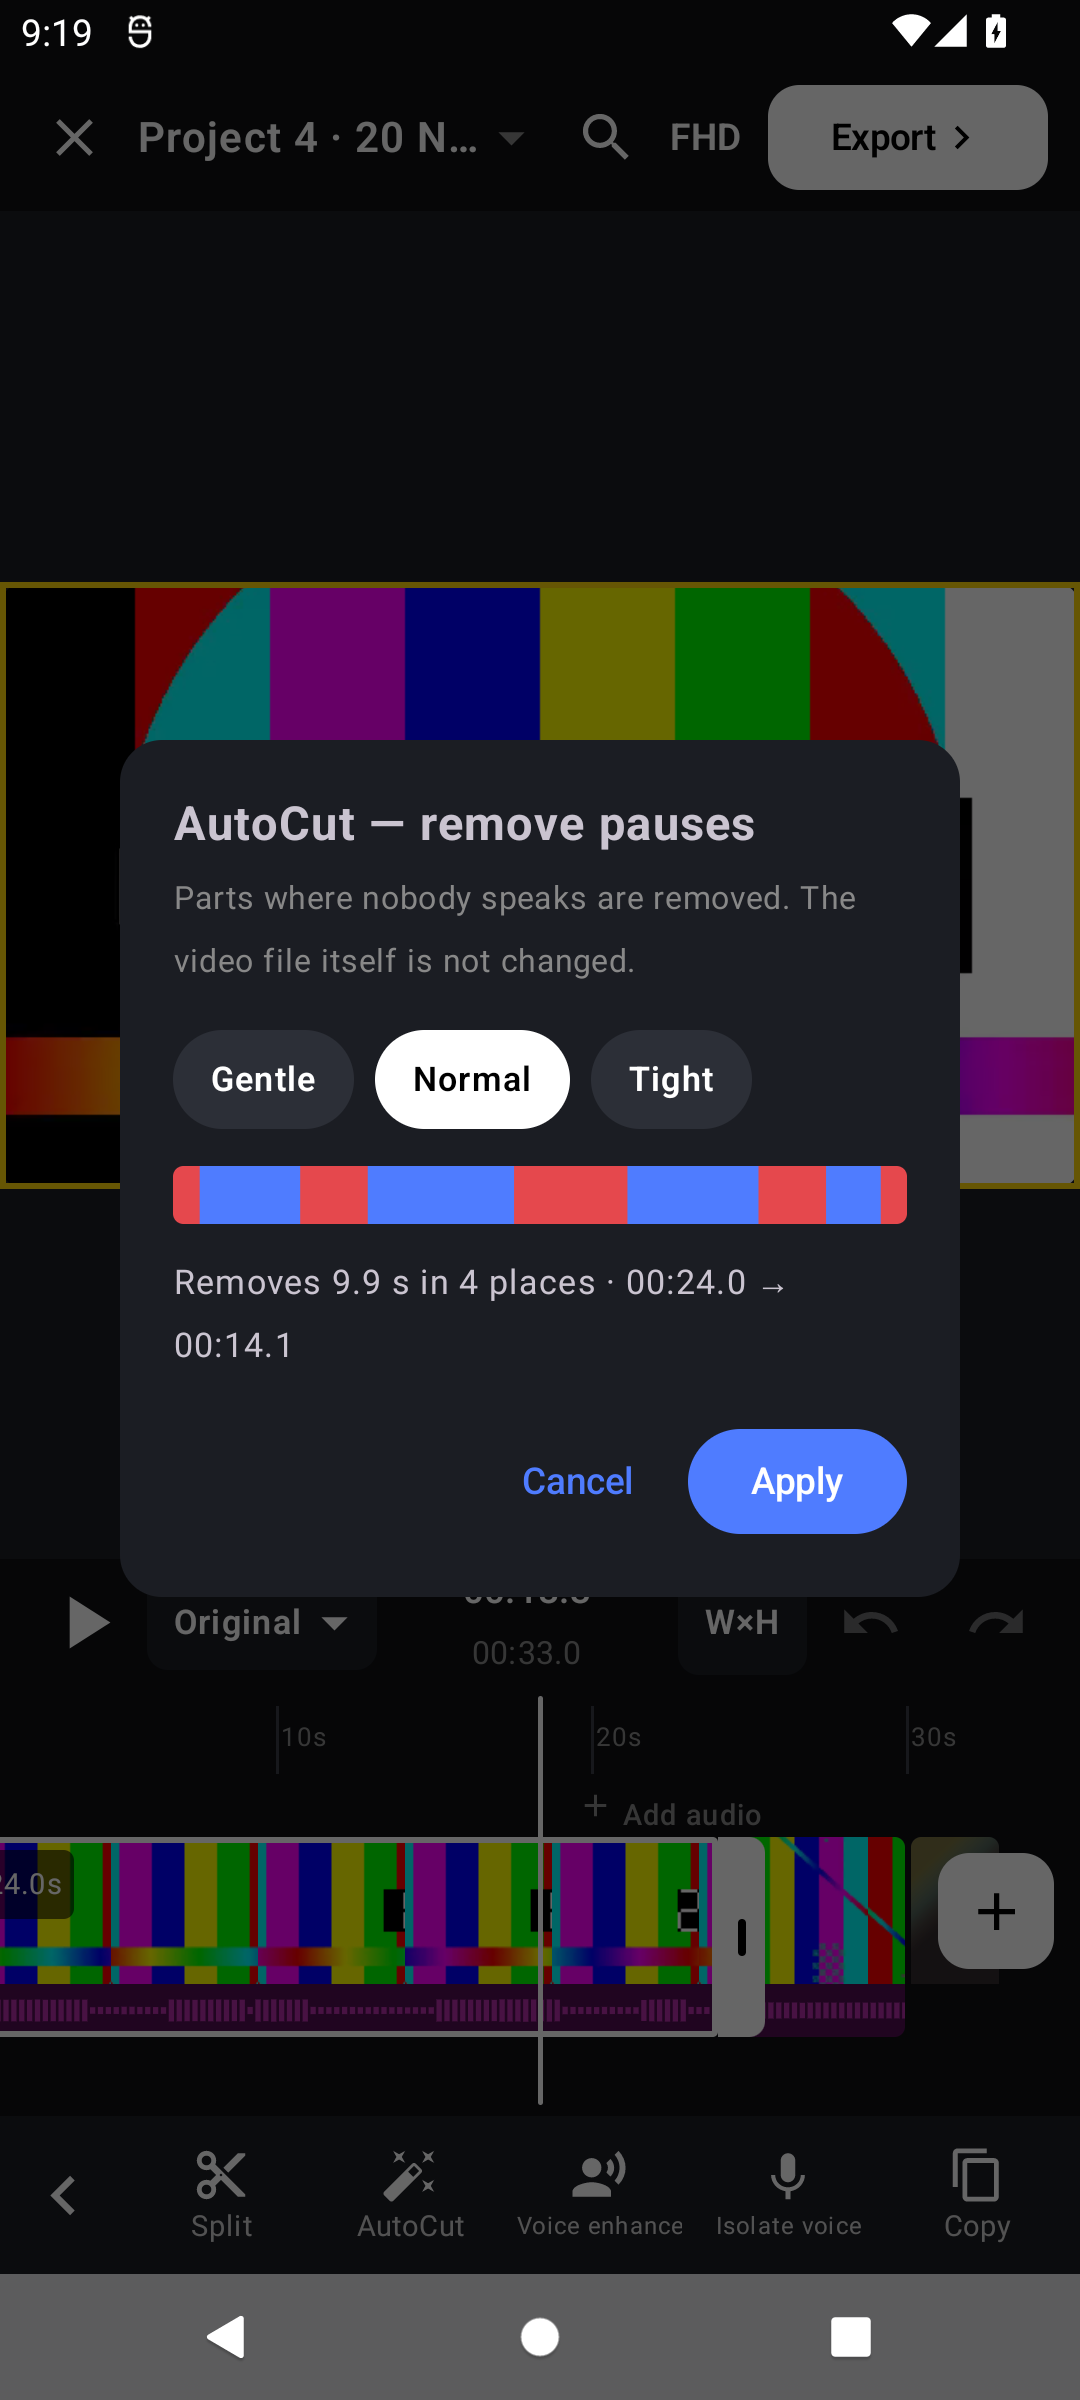 9:19
Project 4 · 20 N…
FHD
Export
AutoCut — remove pauses
Parts where nobody speaks are removed. The
video file itself is not changed.
Gentle
Normal
Tight
Removes 9.9 s in 4 places · 00:24.0 →
00:14.1
Cancel
Apply
Original
00:33.0
W×H
10s
20s
30s
+ Add audio
24.0s
Split
AutoCut
Voice enhance
Isolate voice
Copy